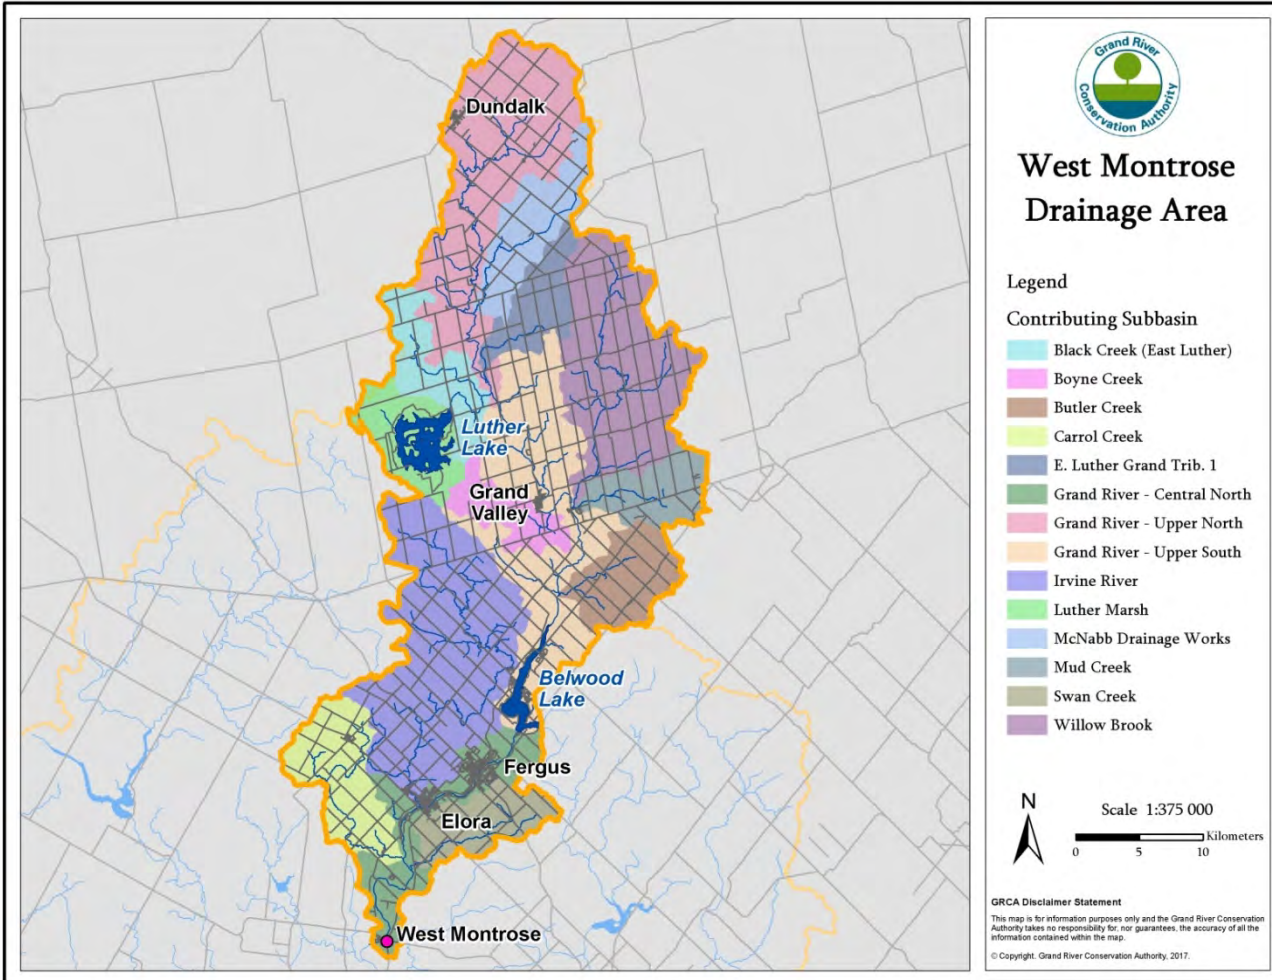 Dundalk
Luther
Lake
Grand
Valley
Belwood
Lake
Fergus
Elora
West Montrose
Grand River
Conservation Authority
West Montrose
Drainage Area
Legend
Contributing Subbasin
Black Creek (East Luther)
Boyne Creek
Butler Creek
Carrol Creek
E. Luther Grand Trib. 1
Grand River - Central North
Grand River - Upper North
Grand River - Upper South
Irvine River
Luther Marsh
McNabb Drainage Works
Mud Creek
Swan Creek
Willow Brook
N
Scale 1:375 000
Kilometers
0 5 10
GRCA Disclaimer Statement
This map is for information purposes only and the Grand River Conservation
Authority takes no responsibility for, nor guarantees, the accuracy of all the
information contained within the map.
© Copyright. Grand River Conservation Authority, 2017.